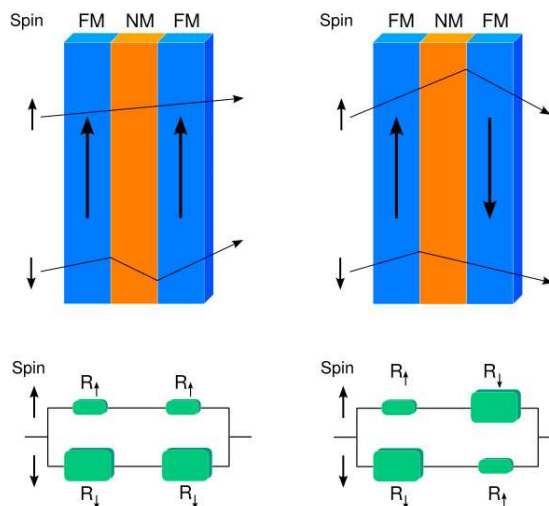 Spin FM NM FM
Spin FM NM FM
Spin
R↑ R↑
R↓ R↓
Spin
R↑ R↓
R↓ R↑